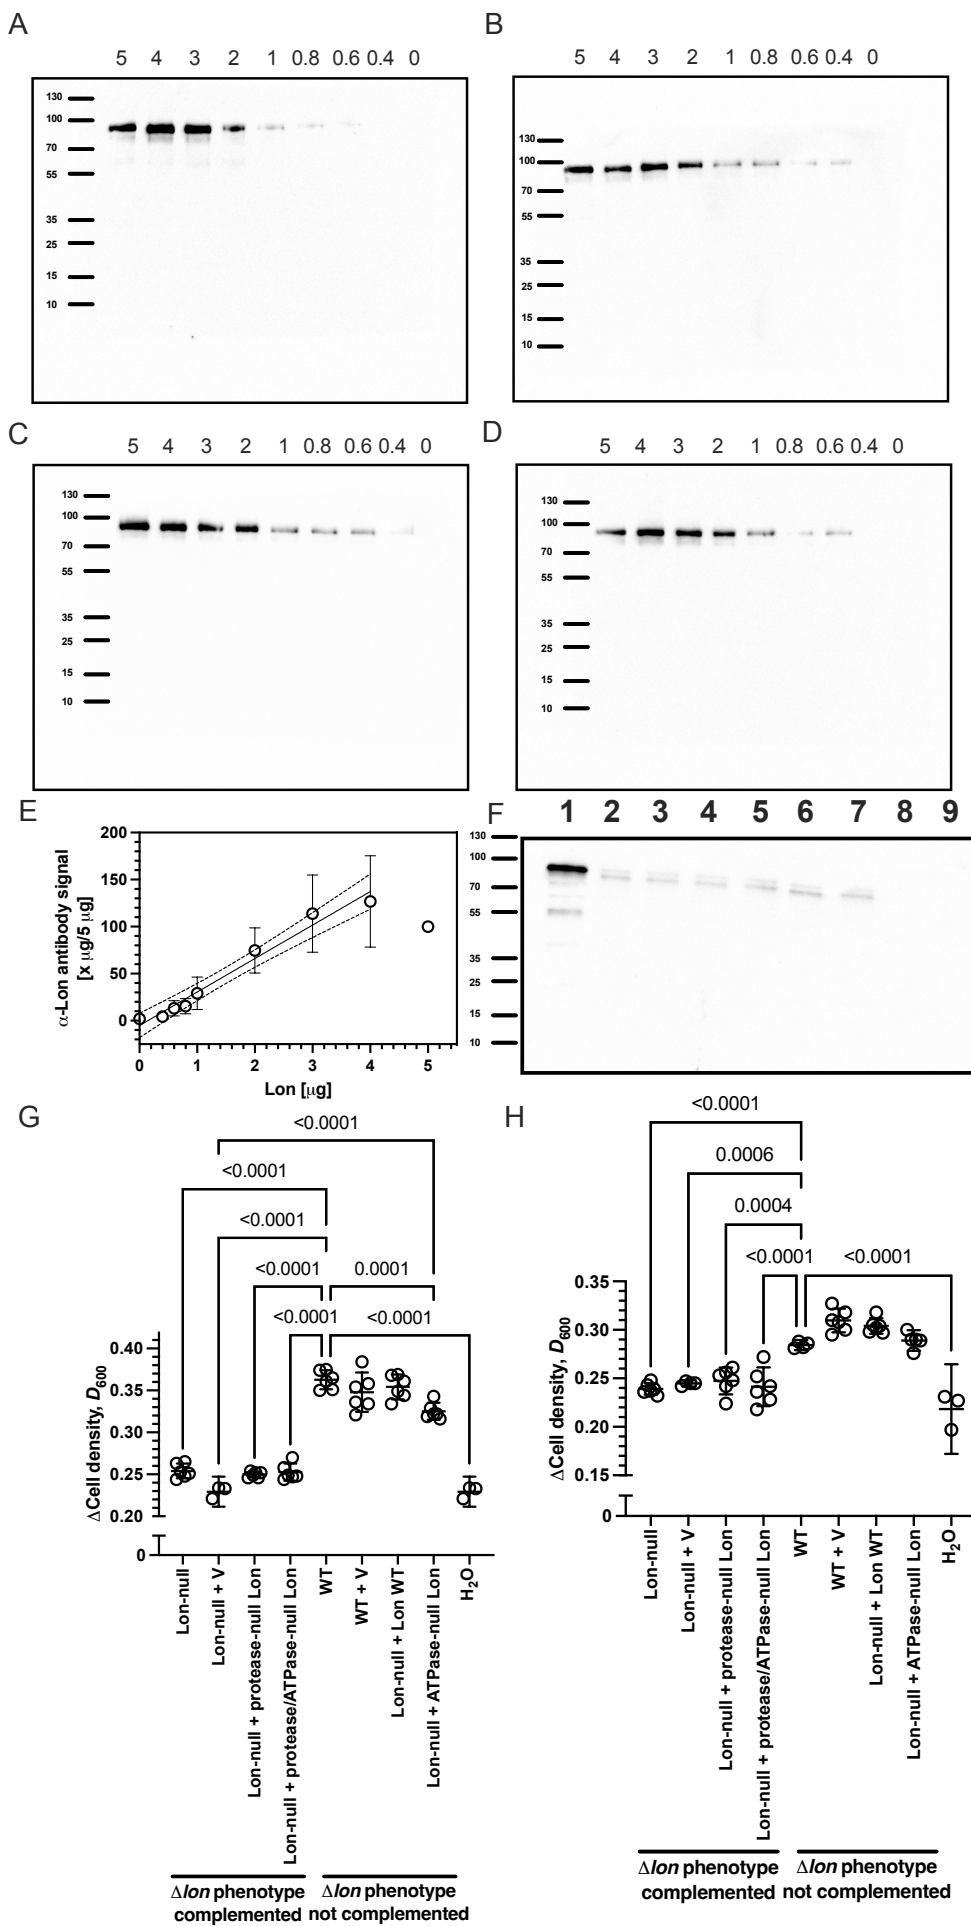 A
5 4 3 2 1 0.8 0.6 0.4 0
130
100
70
55
35
25
15
10
B
5 4 3 2 1 0.8 0.6 0.4 0
130
100
70
55
35
25
15
10
C
5 4 3 2 1 0.8 0.6 0.4 0
130
100
70
55
35
25
15
10
D
5 4 3 2 1 0.8 0.6 0.4 0
130
100
70
55
35
25
15
10
E
α-Lon antibody signal
[x μg/5 μg]
200
150
100
50
0
0 1 2 3 4 5
Lon [μg]
F
1 2 3 4 5 6 7 8 9
130
100
70
55
35
25
15
10
G
<0.0001
<0.0001
<0.0001
<0.0001 0.0001
<0.0001 <0.0001
ΔCell density, D600
0.40
0.35
0.30
0.25
0.20
0
Lon-null
Lon-null + V
Lon-null + protease-null Lon
Lon-null + protease/ATPase-null Lon
WT
WT + V
Lon-null + Lon WT
Lon-null + ATPase-null Lon
H2O
Δlon phenotype
complemented
Δlon phenotype
not complemented
H
<0.0001
0.0006
0.0004
<0.0001 <0.0001
ΔCell density, D600
0.35
0.30
0.25
0.20
0.15
0
Lon-null
Lon-null + V
Lon-null + protease-null Lon
Lon-null + protease/ATPase-null Lon
WT
WT + V
Lon-null + Lon WT
Lon-null + ATPase-null Lon
H2O
Δlon phenotype
complemented
Δlon phenotype
not complemented